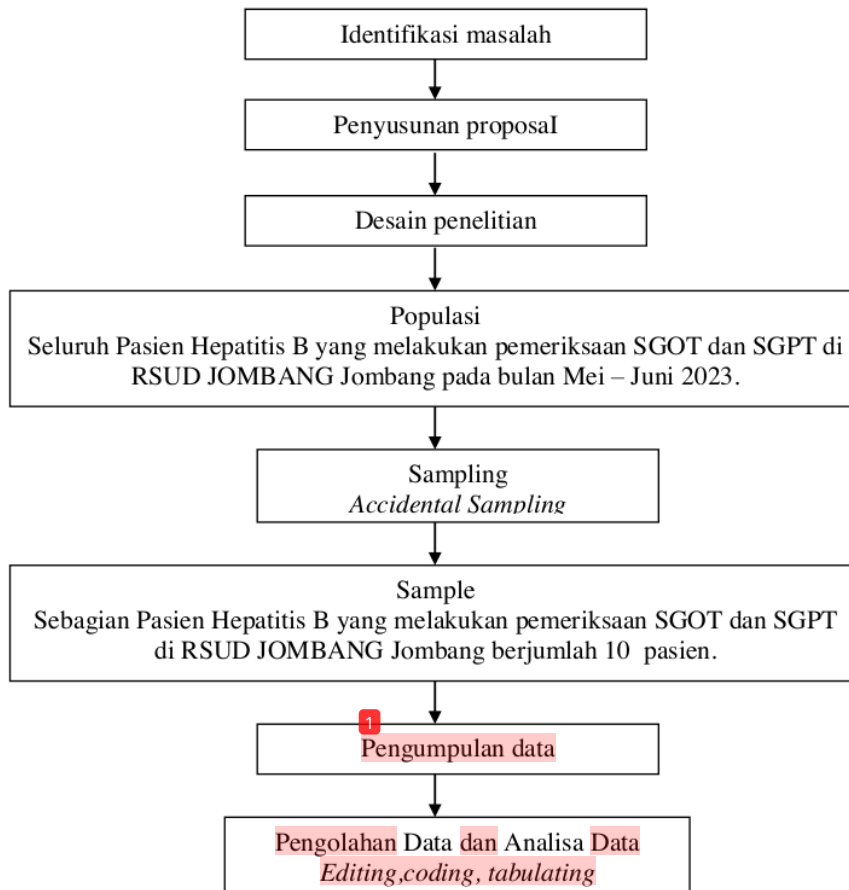 Identifikasi masalah
Penyusunan proposaI
Desain penelitian
Populasi
Seluruh Pasien Hepatitis B yang melakukan pemeriksaan SGOT dan SGPT di
RSUD JOMBANG Jombang pada bulan Mei – Juni 2023.
Sampling
Accidental Sampling
Sample
Sebagian Pasien Hepatitis B yang melakukan pemeriksaan SGOT dan SGPT
di RSUD JOMBANG Jombang berjumlah 10 pasien.
1
Pengumpulan data
Pengolahan Data dan Analisa Data
Editing,coding, tabulating